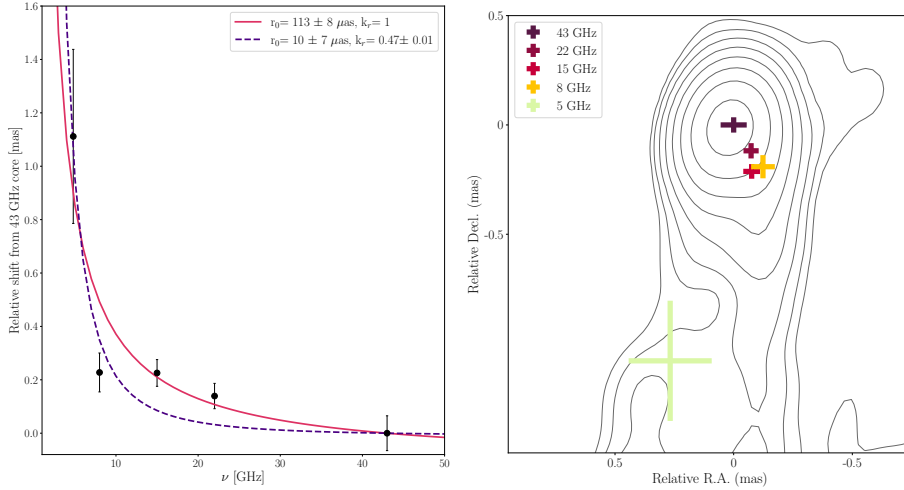 r₀= 113 ± 8 μas, kᵣ= 1
r₀= 10 ± 7 μas, kᵣ= 0.47± 0.01
Relative shift from 43 GHz core [mas]
1.6
1.4
1.2
1.0
0.8
0.6
0.4
0.2
0.0
10
20
30
40
50
ν [GHz]
43 GHz
22 GHz
15 GHz
8 GHz
5 GHz
Relative Decl. (mas)
0.5
0
-0.5
0.5
0
-0.5
Relative R.A. (mas)